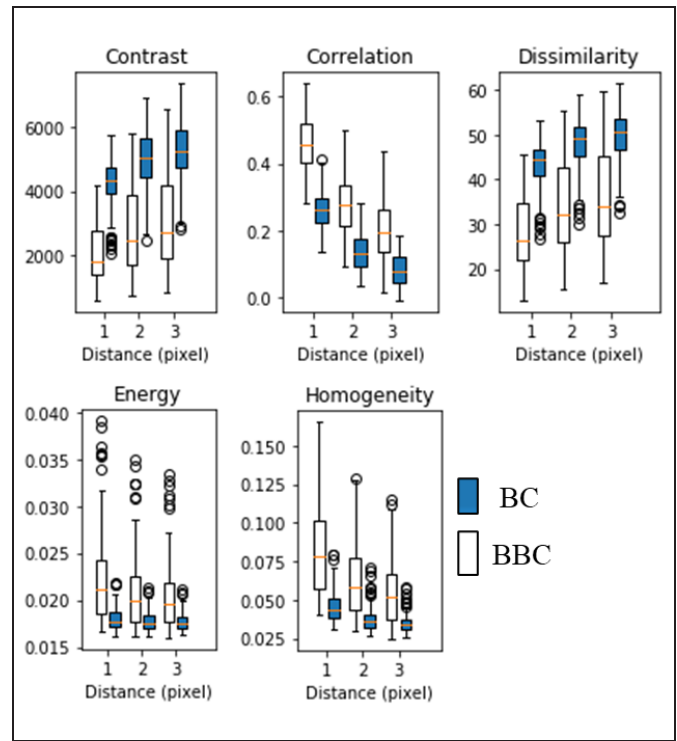 Contrast
6000
4000
2000
1 2 3
Distance (pixel)
Correlation
0.6
0.4
0.2
0.0
1 2 3
Distance (pixel)
Dissimilarity
60
50
40
30
20
1 2 3
Distance (pixel)
Energy
0.040
0.035
0.030
0.025
0.020
0.015
1 2 3
Distance (pixel)
Homogeneity
0.150
0.125
0.100
0.075
0.050
0.025
1 2 3
Distance (pixel)
BC
BBC